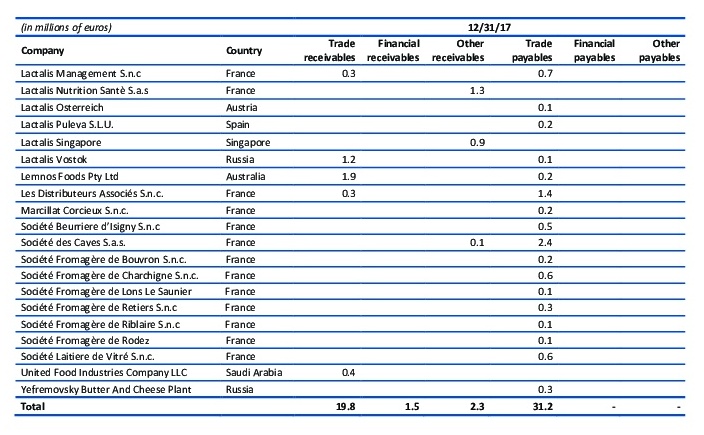 (in millions of euros) 12/31/17
Company Country Trade receivables Financial receivables Other receivables Trade payables Financial payables Other payables
Lactalis Management S.n.c France 0.3 0.7
Lactalis Nutrition Santè S.a.s France 1.3
Lactalis Osterreich Austria 0.1
Lactalis Puleva S.L.U. Spain 0.2
Lactalis Singapore Singapore 0.9
Lactalis Vostok Russia 1.2 0.1
Lemnos Foods Pty Ltd Australia 1.9 0.2
Les Distributeurs Associés S.n.c. France 0.3 1.4
Marcillat Corcieux S.n.c. France 0.2
Société Beurriere d'Isigny S.n.c France 0.5
Société des Caves S.a.s. France 0.1 2.4
Société Fromagère de Bouvron S.n.c. France 0.2
Société Fromagère de Charchigne S.n.c. France 0.6
Société Fromagère de Lons Le Saunier France 0.1
Société Fromagère de Retiers S.n.c France 0.3
Société Fromagère de Riblaire S.n.c France 0.1
Société Fromagère de Rodez France 0.1
Société Laitiere de Vitré S.n.c. France 0.6
United Food Industries Company LLC Saudi Arabia 0.4
Yefremovsky Butter And Cheese Plant Russia 0.3
Total 19.8 1.5 2.3 31.2 - -